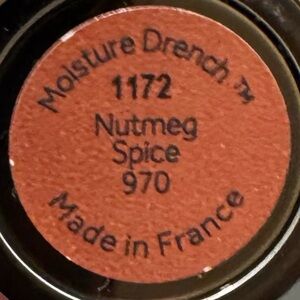 Moisture Drench ™
1172
Nutmeg
Spice
970
Made in France